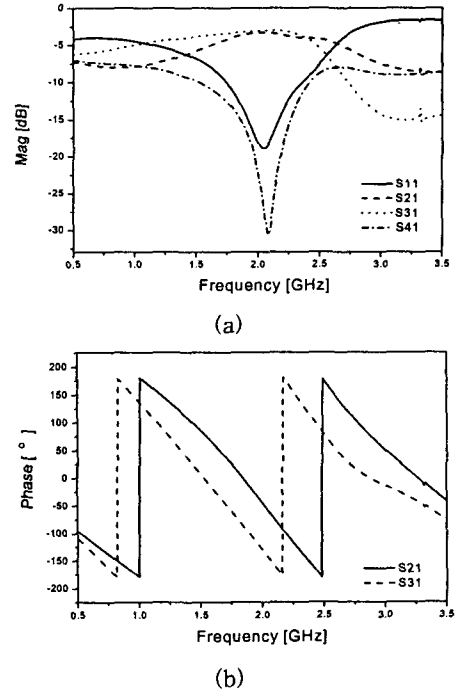 0
-5
-10
-15
-20
-25
-30
Mag [dB]
S11
S21
S31
S41
0.5 1.0 1.5 2.0 2.5 3.0 3.5
Frequency [GHz]
(a)
200
150
100
50
0
-50
-100
-150
-200
Phase [ ° ]
S21
S31
0.5 1.0 1.5 2.0 2.5 3.0 3.5
Frequency [GHz]
(b)